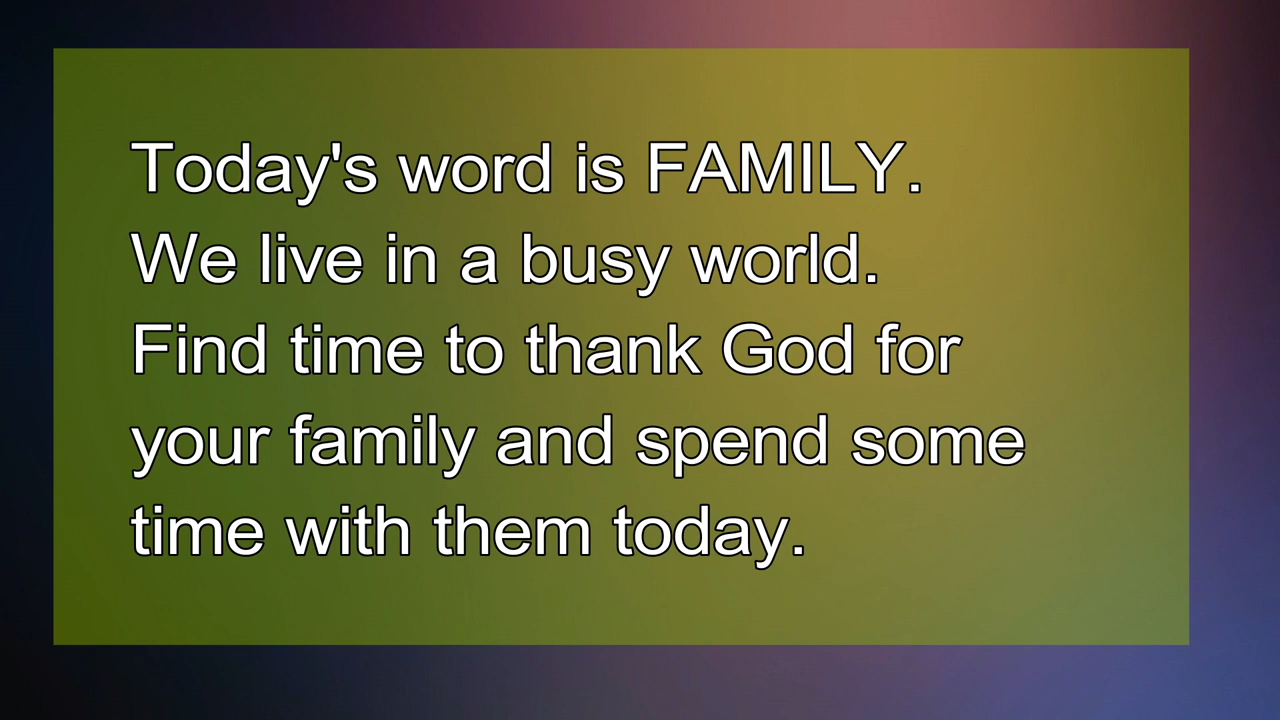 Today's word is FAMILY.
We live in a busy world.
Find time to thank God for
your family and spend some
time with them today.